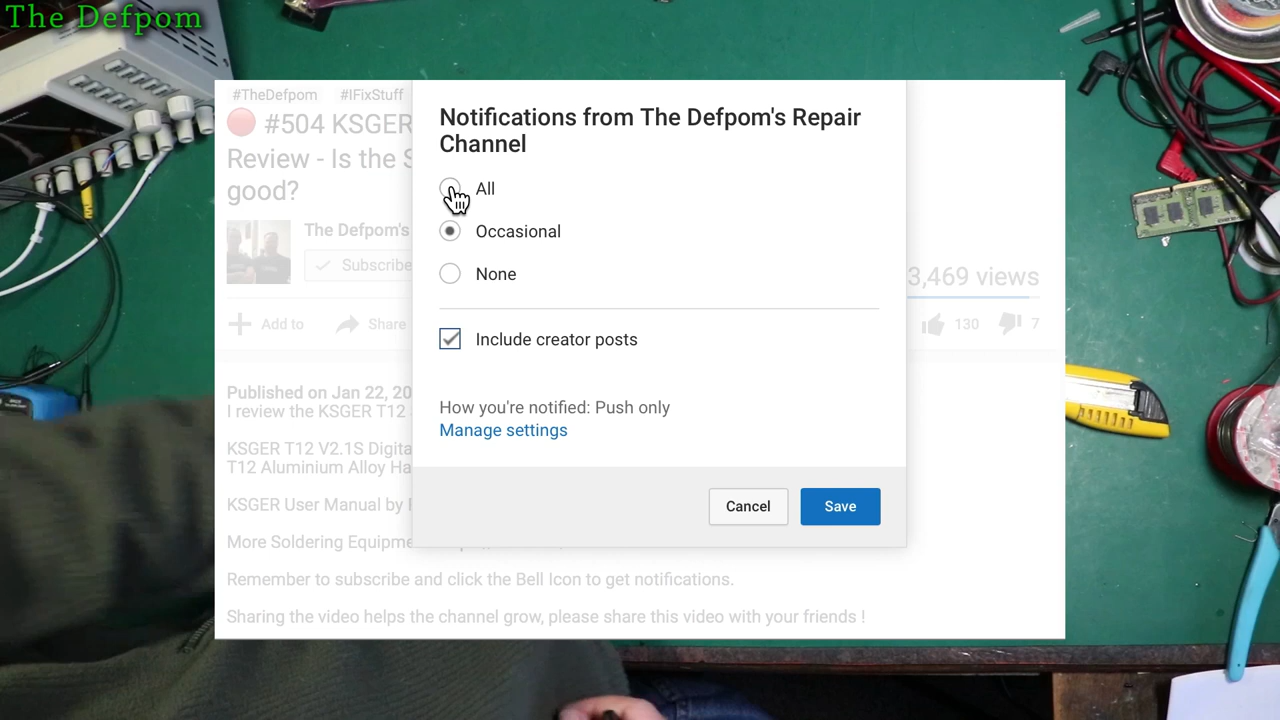 The Defpom
#TheDefpom #IFixStuff
#504 KSGER
Review - Is the S
good?
The Defpom's
Subscribe
3,469 views
Add to Share
130 7
Published on Jan 22, 20
I review the KSGER T12
KSGER T12 V2.1S Digita
T12 Aluminium Alloy Ha
KSGER User Manual by
More Soldering Equipme
Remember to subscribe and click the Bell Icon to get notifications.
Sharing the video helps the channel grow, please share this video with your friends !
Notifications from The Defpom's Repair
Channel
All
Occasional
None
Include creator posts
How you're notified: Push only
Manage settings
Cancel Save